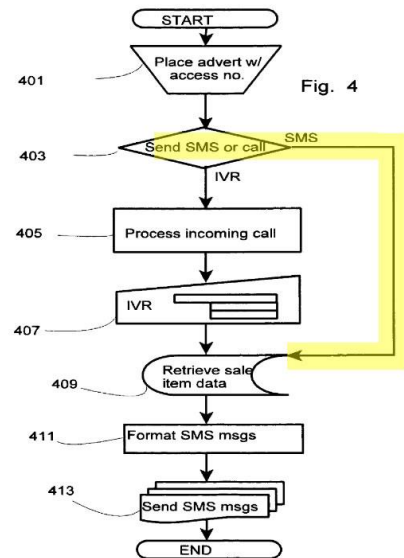 START
Place advert w/
access no.
401
Fig. 4
Send SMS or call
SMS
403
IVR
405
Process incoming call
IVR
407
Retrieve sale
item data
409
411
Format SMS msgs
413
Send SMS msgs
END